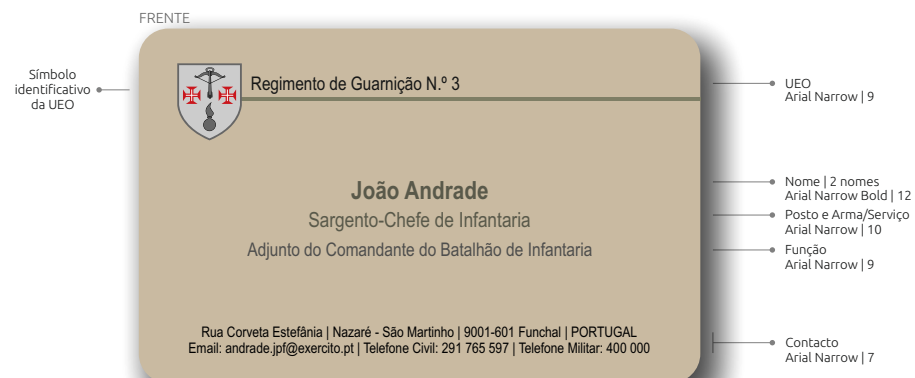 FRENTE
Símbolo
identificativo
da UEO
Regimento de Guarnição N.º 3
UEO
Arial Narrow | 9
João Andrade
Nome | 2 nomes
Arial Narrow Bold | 12
Sargento-Chefe de Infantaria
Posto e Arma/Serviço
Arial Narrow | 10
Adjunto do Comandante do Batalhão de Infantaria
Função
Arial Narrow | 9
Rua Corveta Estefânia | Nazaré - São Martinho | 9001-601 Funchal | PORTUGAL
Email: andrade.jpf@exercito.pt | Telefone Civil: 291 765 597 | Telefone Militar: 400 000
Contacto
Arial Narrow | 7